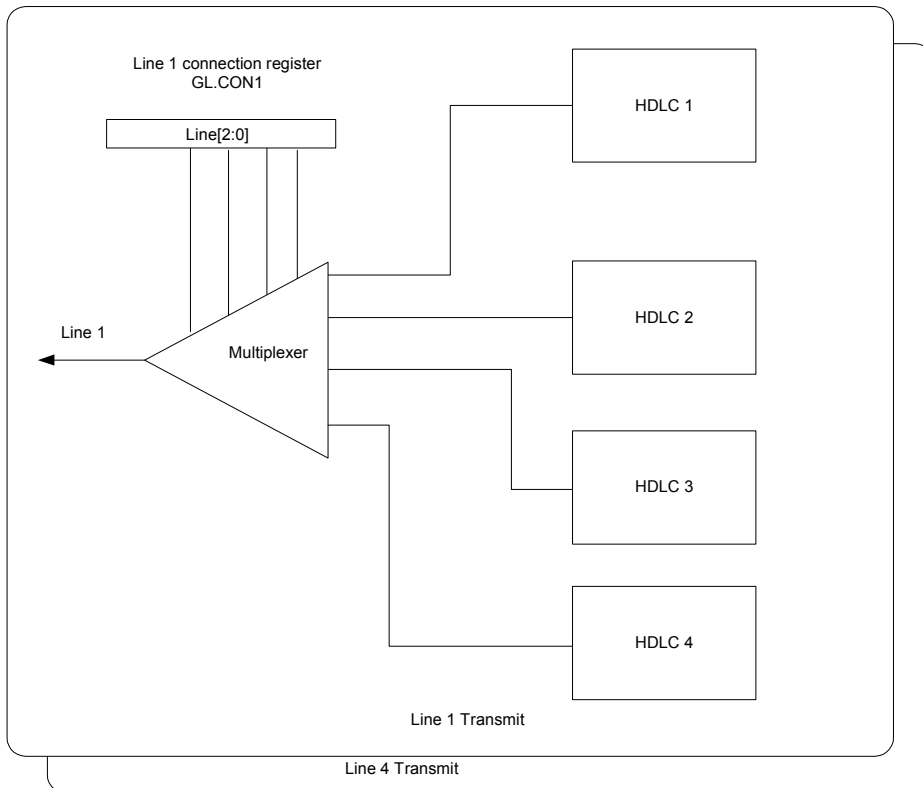 Line 1 connection register
GL.CON1
Line[2:0]
HDLC 1
HDLC 2
Line 1
Multiplexer
HDLC 3
HDLC 4
Line 1 Transmit
Line 4 Transmit